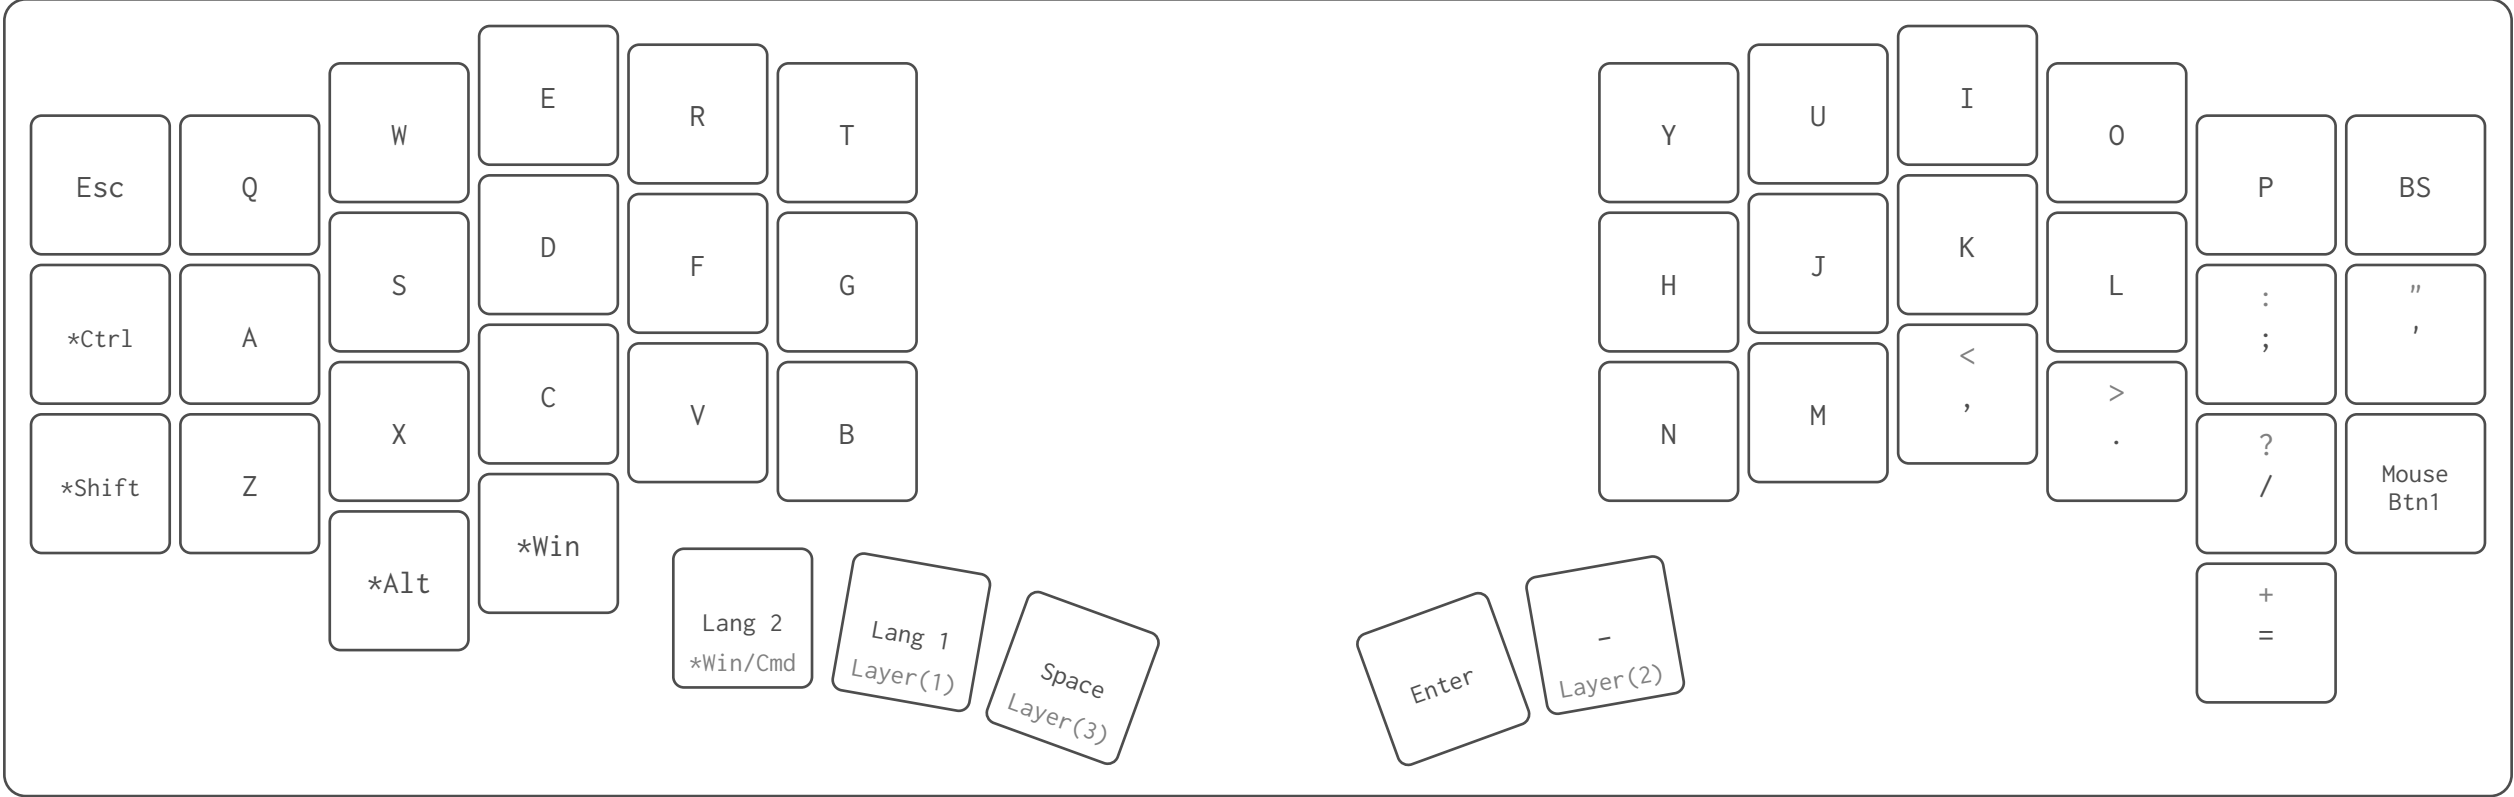 Esc
Q
W
E
R
T
*Ctrl
A
S
D
F
G
*Shift
Z
X
C
V
B
*Alt
*Win
Lang 2
*Win/Cmd
Lang 1
Layer(1)
Space
Layer(3)
Y
U
I
O
P
BS
H
J
K
L
:
;
"
'
N
M
<
,
>
.
?
/
Mouse
Btn1
Enter
-
Layer(2)
+
=